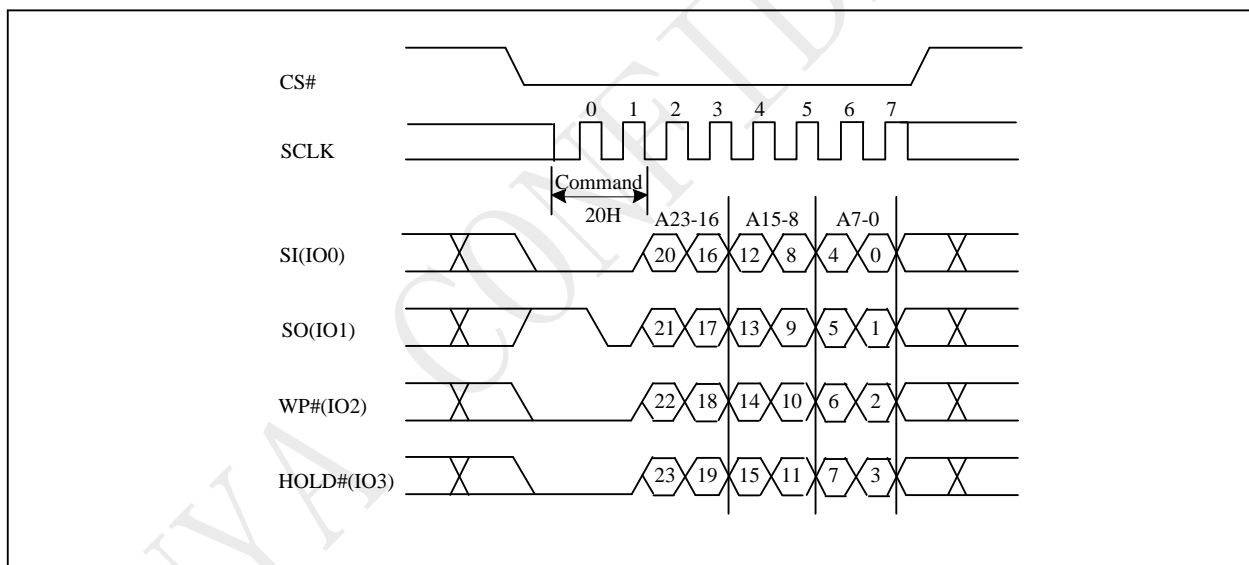 CS#
0 1 2 3 4 5 6 7
SCLK
Command
20H
A23-16 A15-8 A7-0
SI(IO0) 20 16 12 8 4 0
SO(IO1) 21 17 13 9 5 1
WP#(IO2) 22 18 14 10 6 2
HOLD#(IO3) 23 19 15 11 7 3
YA CONFID